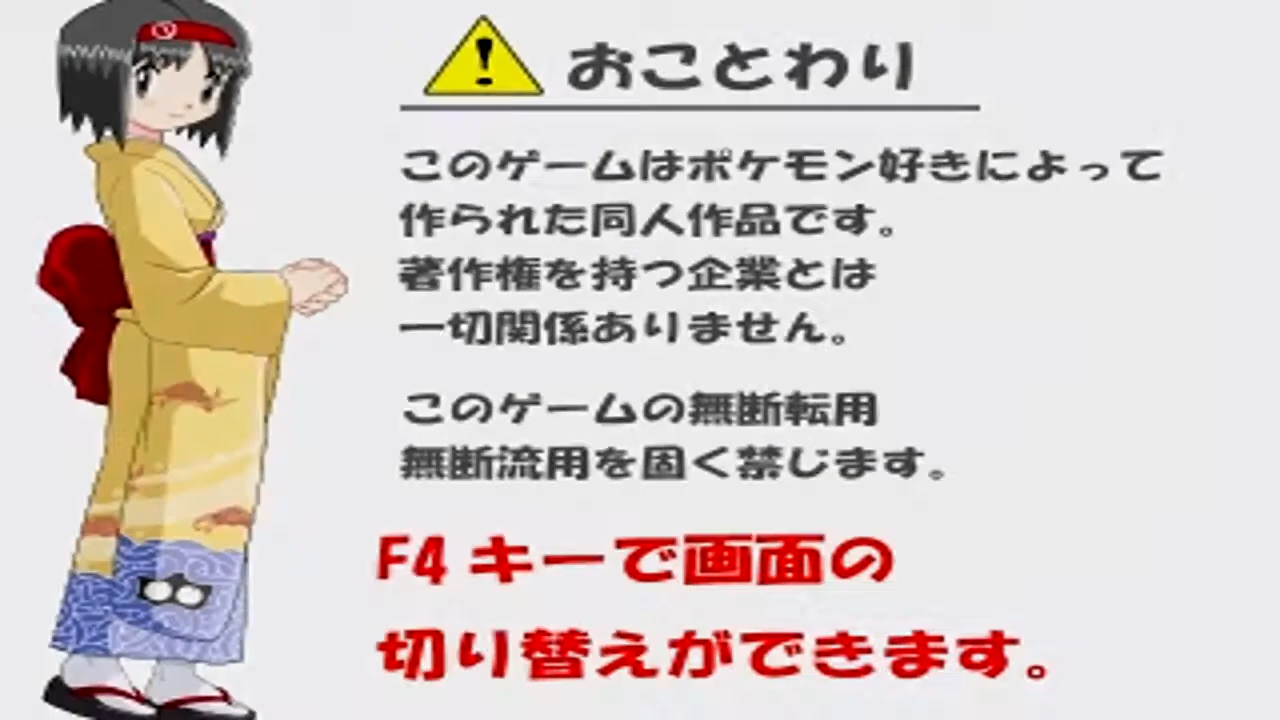 おことわり
このゲームはポケモン好きによって
作られた同人作品です。
著作権を持つ企業とは
一切関係ありません。
このゲームの無断転用
無断流用を固く禁じます。
F4キーで画面の
切り替えができます。